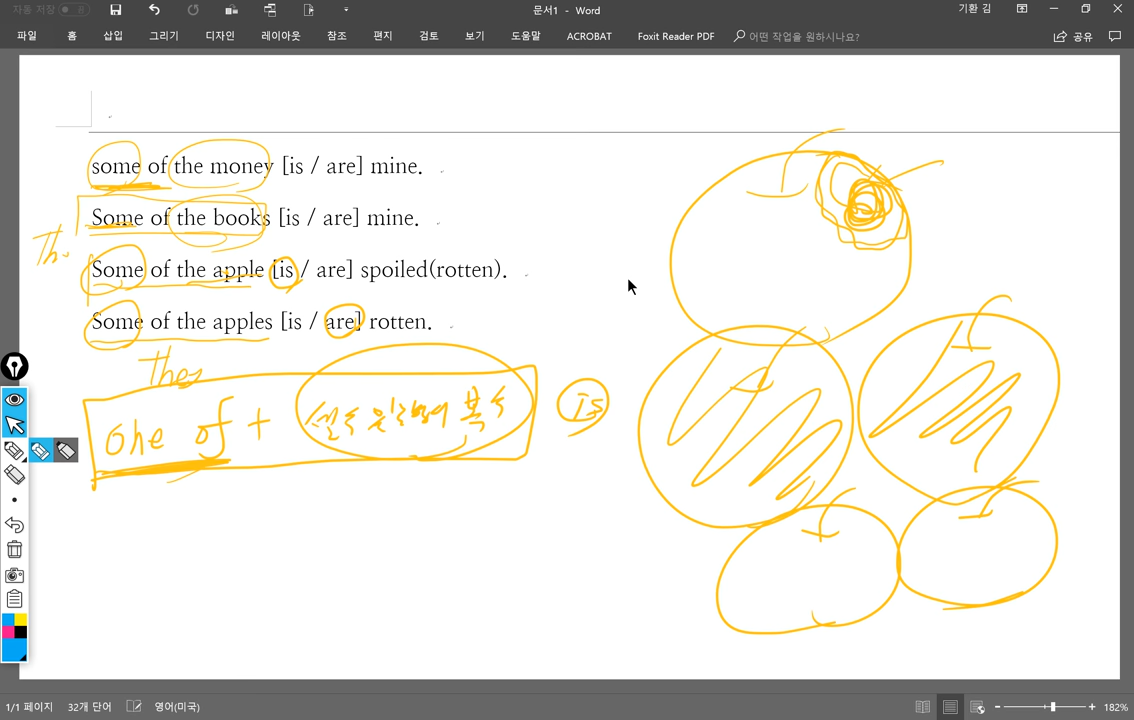 자동 저장
문서1 - Word
기환 김
파일 홈 삽입 그리기 디자인 레이아웃 참조 편지 검토 보기 도움말 ACROBAT Foxit Reader PDF 어떤 작업을 원하시나요? 공유
some of the money [is / are] mine.
Some of the books [is / are] mine.
Th.
Some of the apple [is / are] spoiled(rotten).
Some of the apples [is / are] rotten.
one of + 셀수 있는 명사의 복수 is
1/1 페이지 32개 단어 영어(미국) 182%